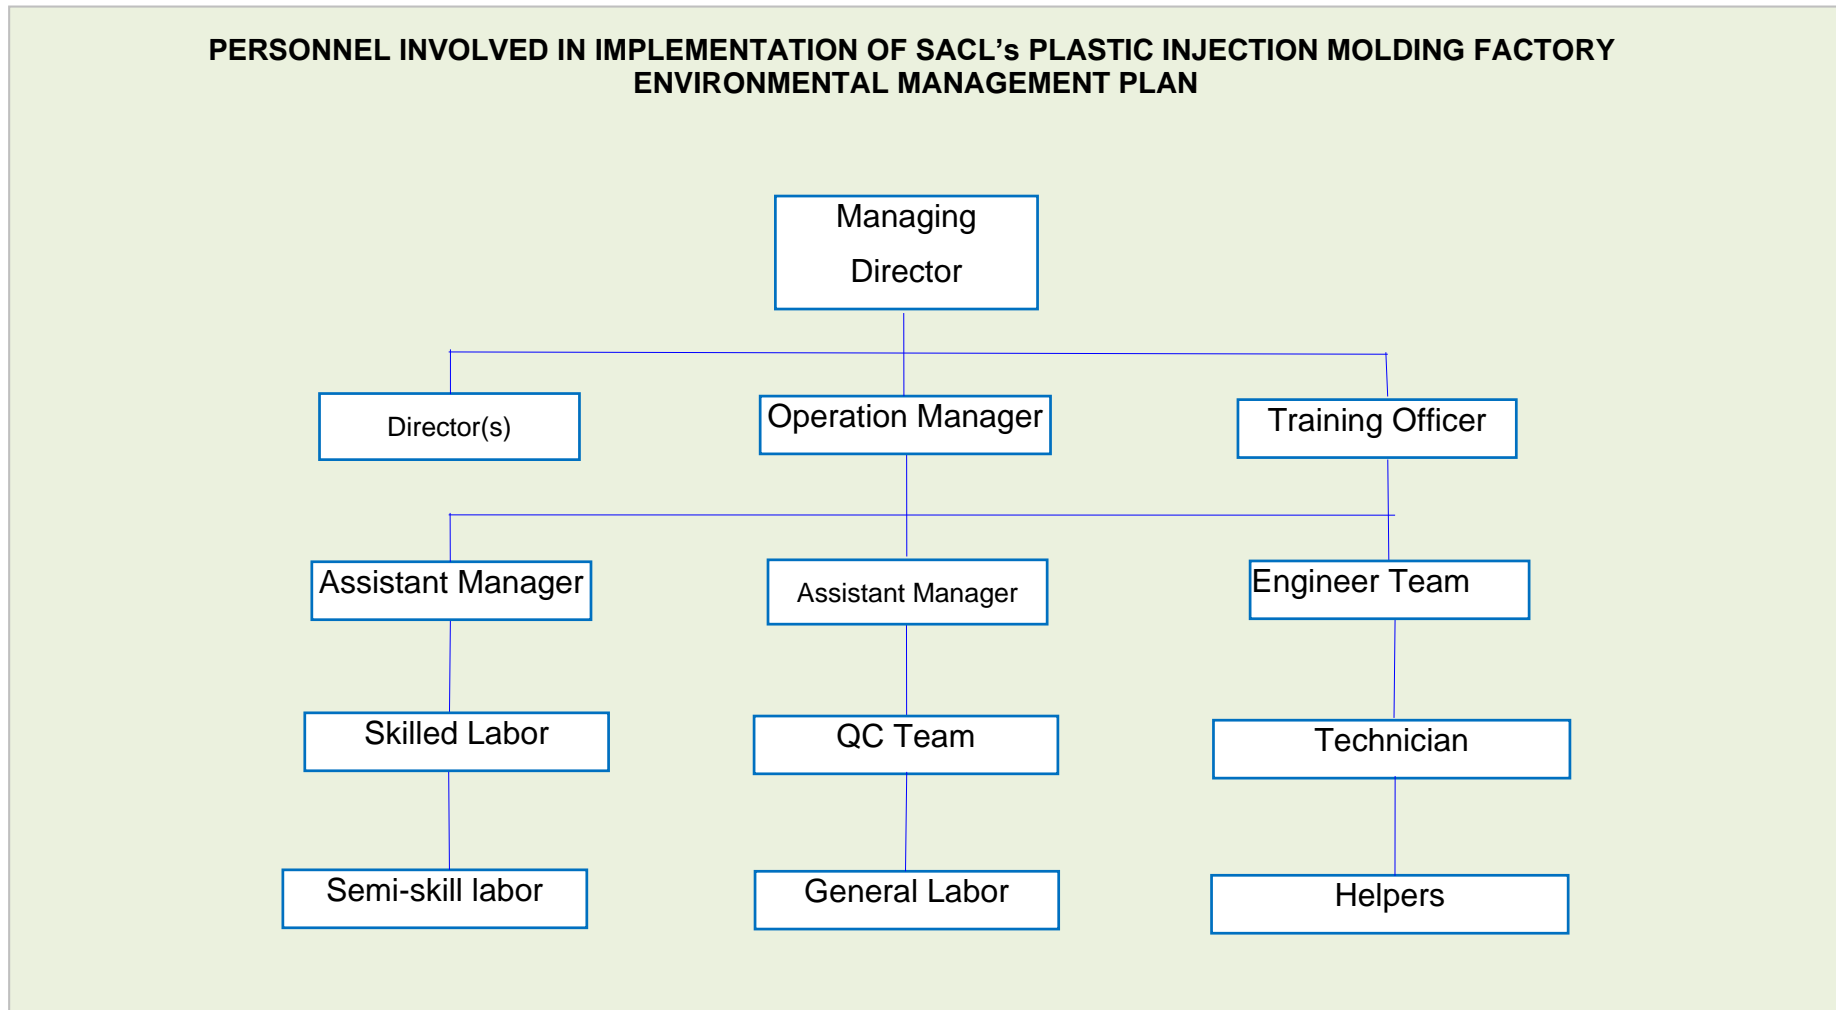 PERSONNEL INVOLVED IN IMPLEMENTATION OF SACL's PLASTIC INJECTION MOLDING FACTORY
ENVIRONMENTAL MANAGEMENT PLAN
Managing
Director
Director(s)
Operation Manager
Training Officer
Assistant Manager
Assistant Manager
Engineer Team
Skilled Labor
QC Team
Technician
Semi-skill labor
General Labor
Helpers